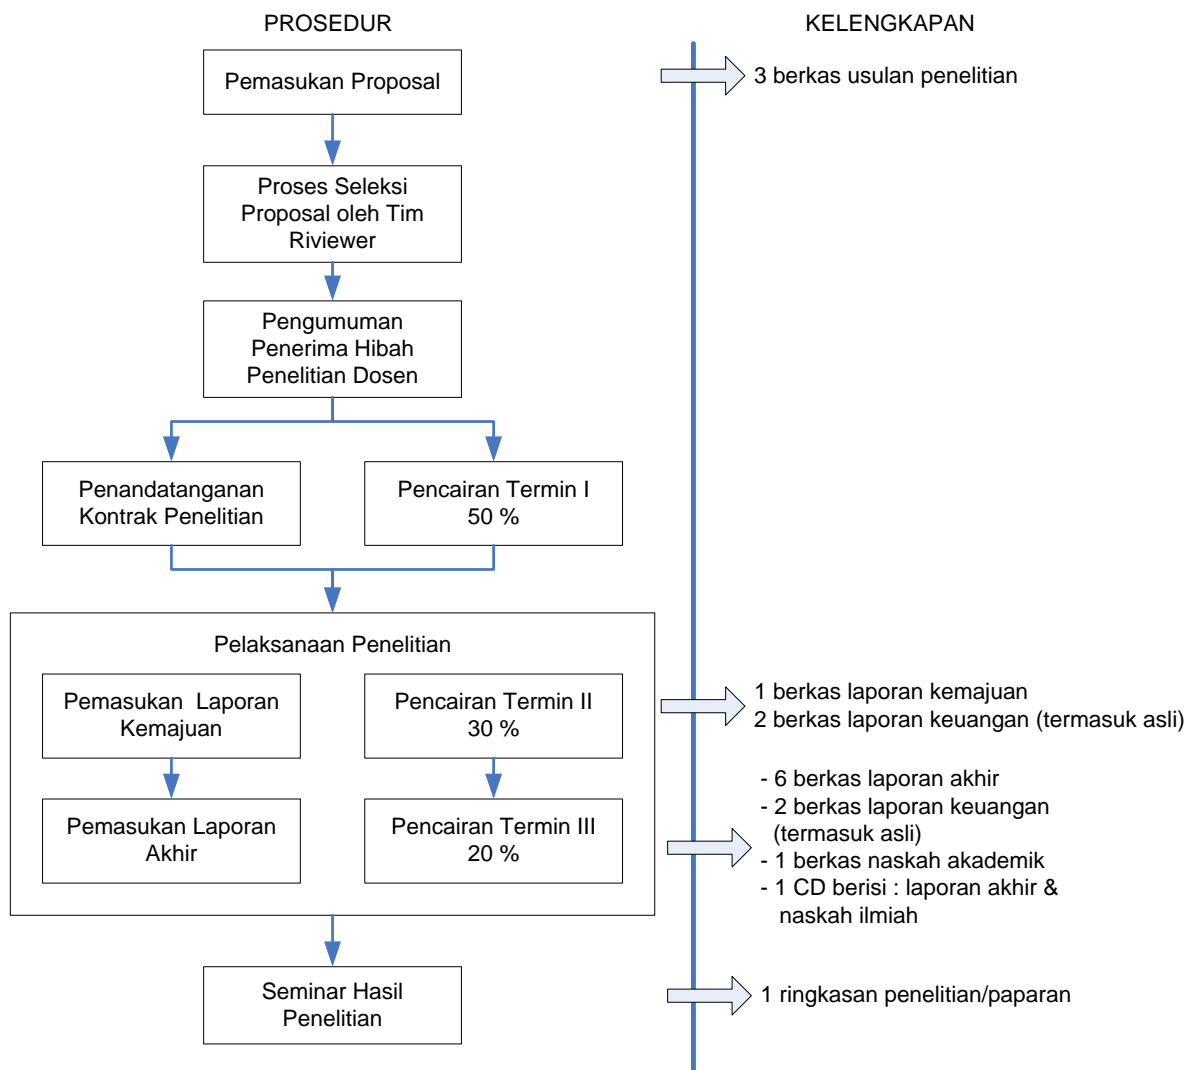 PROSEDUR
KELENGKAPAN
Pemasukan Proposal
3 berkas usulan penelitian
Proses Seleksi
Proposal oleh Tim
Riviewer
Pengumuman
Penerima Hibah
Penelitian Dosen
Penandatanganan
Kontrak Penelitian
Pencairan Termin I
50 %
Pelaksanaan Penelitian
Pemasukan  Laporan
Kemajuan
Pencairan Termin II
30 %
1 berkas laporan kemajuan
2 berkas laporan keuangan (termasuk asli)
Pemasukan Laporan
Akhir
Pencairan Termin III
20 %
- 6 berkas laporan akhir
- 2 berkas laporan keuangan
(termasuk asli)
- 1 berkas naskah akademik
- 1 CD berisi : laporan akhir &
naskah ilmiah
Seminar Hasil
Penelitian
1 ringkasan penelitian/paparan